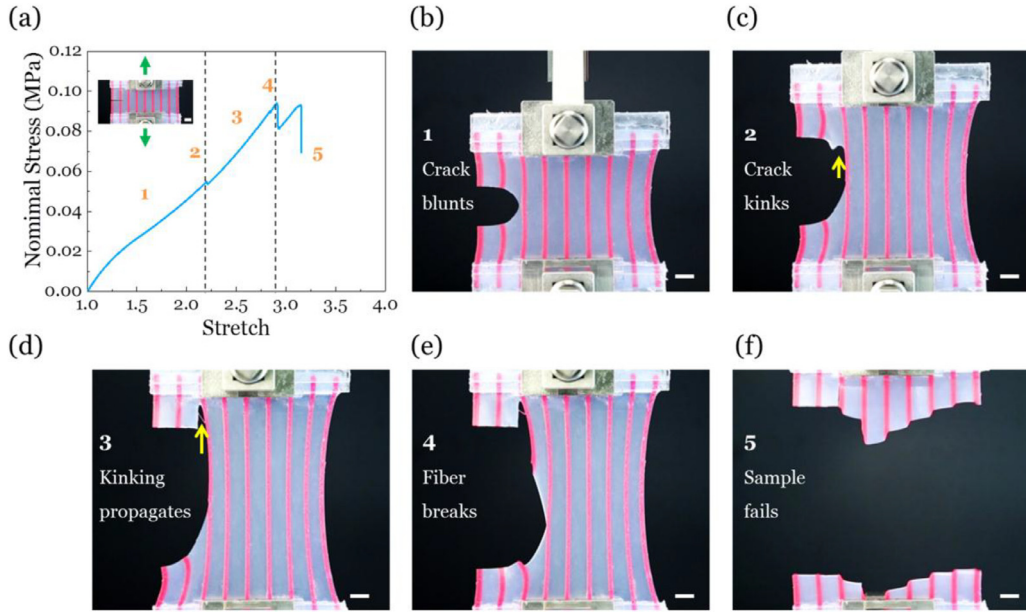 (a)
0.12
0.10
0.08
0.06
0.04
0.02
0.00
Nomimal Stress (MPa)
1
2
3
4
5
1.0
1.5
2.0
2.5
3.0
3.5
4.0
Stretch
(b)
1
Crack
blunts
(c)
2
Crack
kinks
(d)
3
Kinking
propagates
(e)
4
Fiber
breaks
(f)
5
Sample
fails